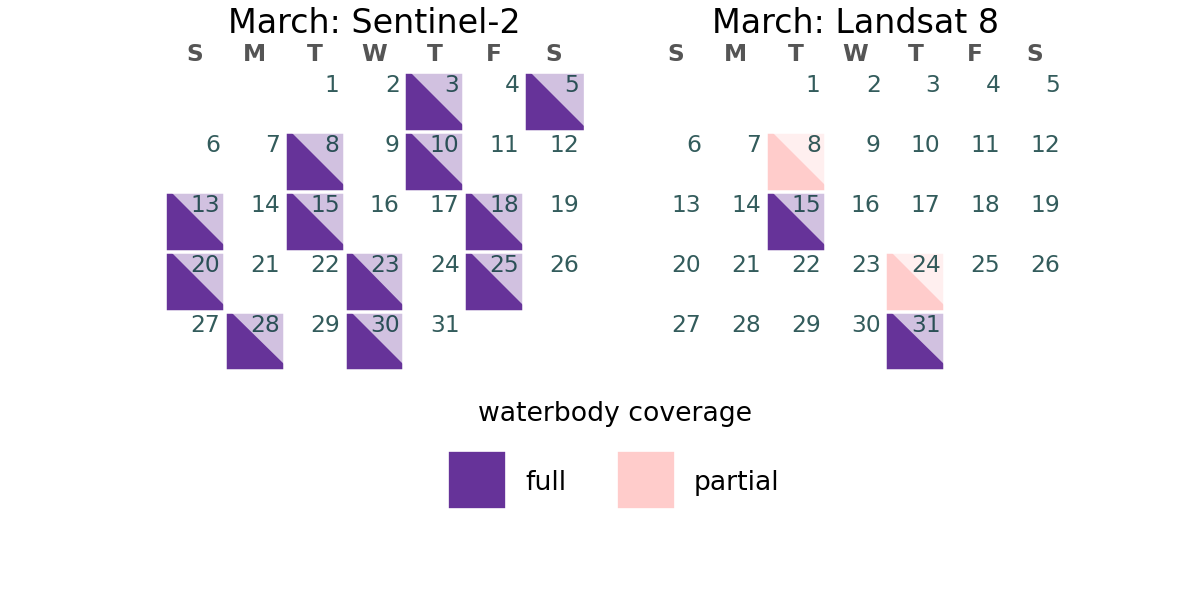 March: Sentinel-2
S M T W T F S
1 2 3 4 5
6 7 8 9 10 11 12
13 14 15 16 17 18 19
20 21 22 23 24 25 26
27 28 29 30 31
March: Landsat 8
S M T W T F S
1 2 3 4 5
6 7 8 9 10 11 12
13 14 15 16 17 18 19
20 21 22 23 24 25 26
27 28 29 30 31
waterbody coverage
full
partial